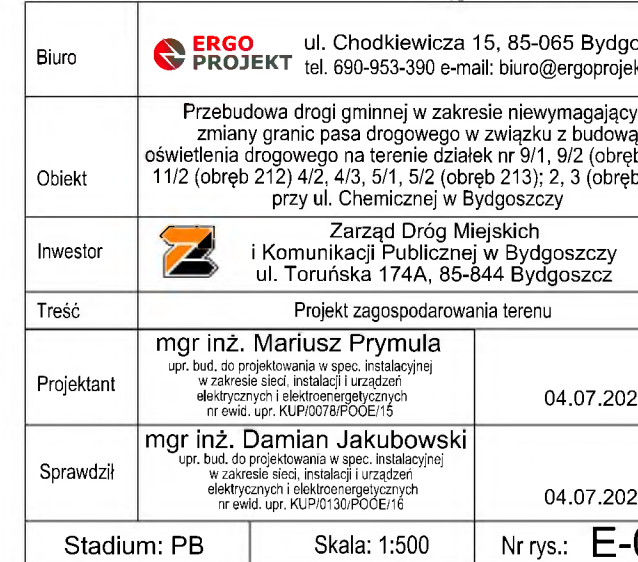 Biuro
ERGO PROJEKT
ul. Chodkiewicza 15, 85-065 Bydgo
tel. 690-953-390 e-mail: biuro@ergoprojek
Obiekt
Przebudowa drogi gminnej w zakresie niewymagający
zmiany granic pasa drogowego w związku z budową
oświetlenia drogowego na terenie działek nr 9/1, 9/2 (obręb
11/2 (obręb 212) 4/2, 4/3, 5/1, 5/2 (obręb 213); 2, 3 (obręb
przy ul. Chemicznej w Bydgoszczy
Inwestor
Zarząd Dróg Miejskich
i Komunikacji Publicznej w Bydgoszczy
ul. Toruńska 174A, 85-844 Bydgoszcz
Treść
Projekt zagospodarowania terenu
Projektant
mgr inż. Mariusz Prymula
upr. bud. do projektowania w spec. instalacyjnej
w zakresie sieci, instalacji i urządzeń
elektrycznych i elektroenergetycznych
nr ewid. upr. KUP/0078/POOE/15
04.07.202
Sprawdził
mgr inż. Damian Jakubowski
upr. bud. do projektowania w spec. instalacyjnej
w zakresie sieci, instalacji i urządzeń
elektrycznych i elektroenergetycznych
nr ewid. upr. KUP/0130/POOE/16
04.07.202
Stadium: PB
Skala: 1:500
Nr rys.: E-0